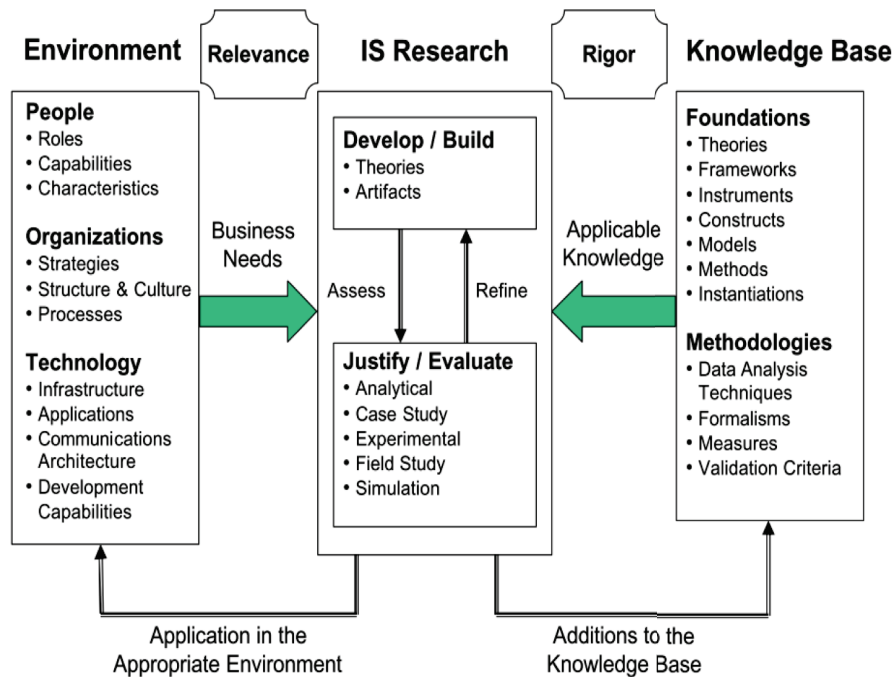 Environment
Relevance
IS Research
Rigor
Knowledge Base
People
• Roles
• Capabilities
• Characteristics
Organizations
• Strategies
• Structure & Culture
• Processes
Technology
• Infrastructure
• Applications
• Communications
Architecture
• Development
Capabilities
Business
Needs
Develop / Build
• Theories
• Artifacts
Assess
Refine
Justify / Evaluate
• Analytical
• Case Study
• Experimental
• Field Study
• Simulation
Applicable
Knowledge
Foundations
• Theories
• Frameworks
• Instruments
• Constructs
• Models
• Methods
• Instantiations
Methodologies
• Data Analysis
Techniques
• Formalisms
• Measures
• Validation Criteria
Application in the
Appropriate Environment
Additions to the
Knowledge Base